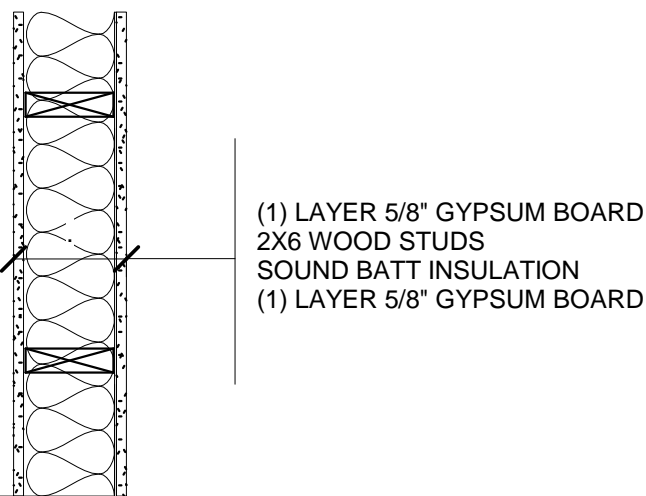 (1) LAYER 5/8" GYPSUM BOARD
2X6 WOOD STUDS
SOUND BATT INSULATION
(1) LAYER 5/8" GYPSUM BOARD